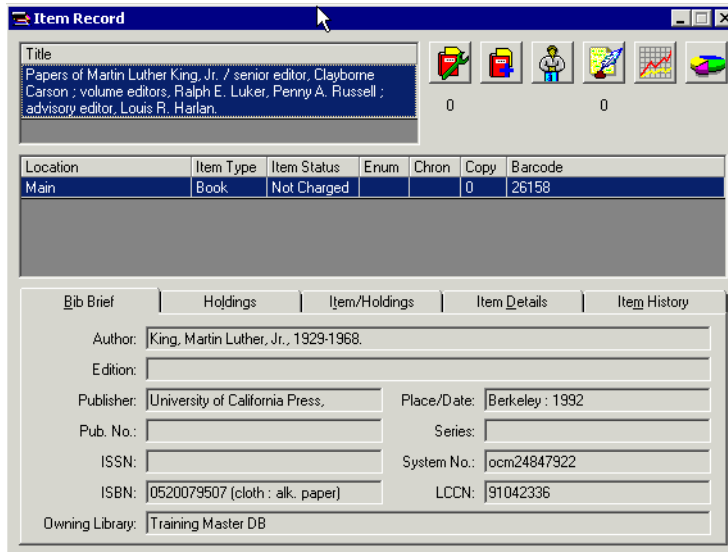 Item Record
Title
Papers of Martin Luther King, Jr. / senior editor, Clayborne
Carson ; volume editors, Ralph E. Luker, Penny A. Russell ;
advisory editor, Louis R. Harlan.
0 0
Location Item Type Item Status Enum Chron Copy Barcode
Main Book Not Charged 0 26158
Bib Brief Holdings Item/Holdings Item Details Item History
Author: King, Martin Luther, Jr., 1929-1968.
Edition:
Publisher: University of California Press, Place/Date: Berkeley : 1992
Pub. No.: Series:
ISSN: System No.: ocm24847922
ISBN: 0520079507 (cloth : alk. paper) LCCN: 91042336
Owning Library: Training Master DB